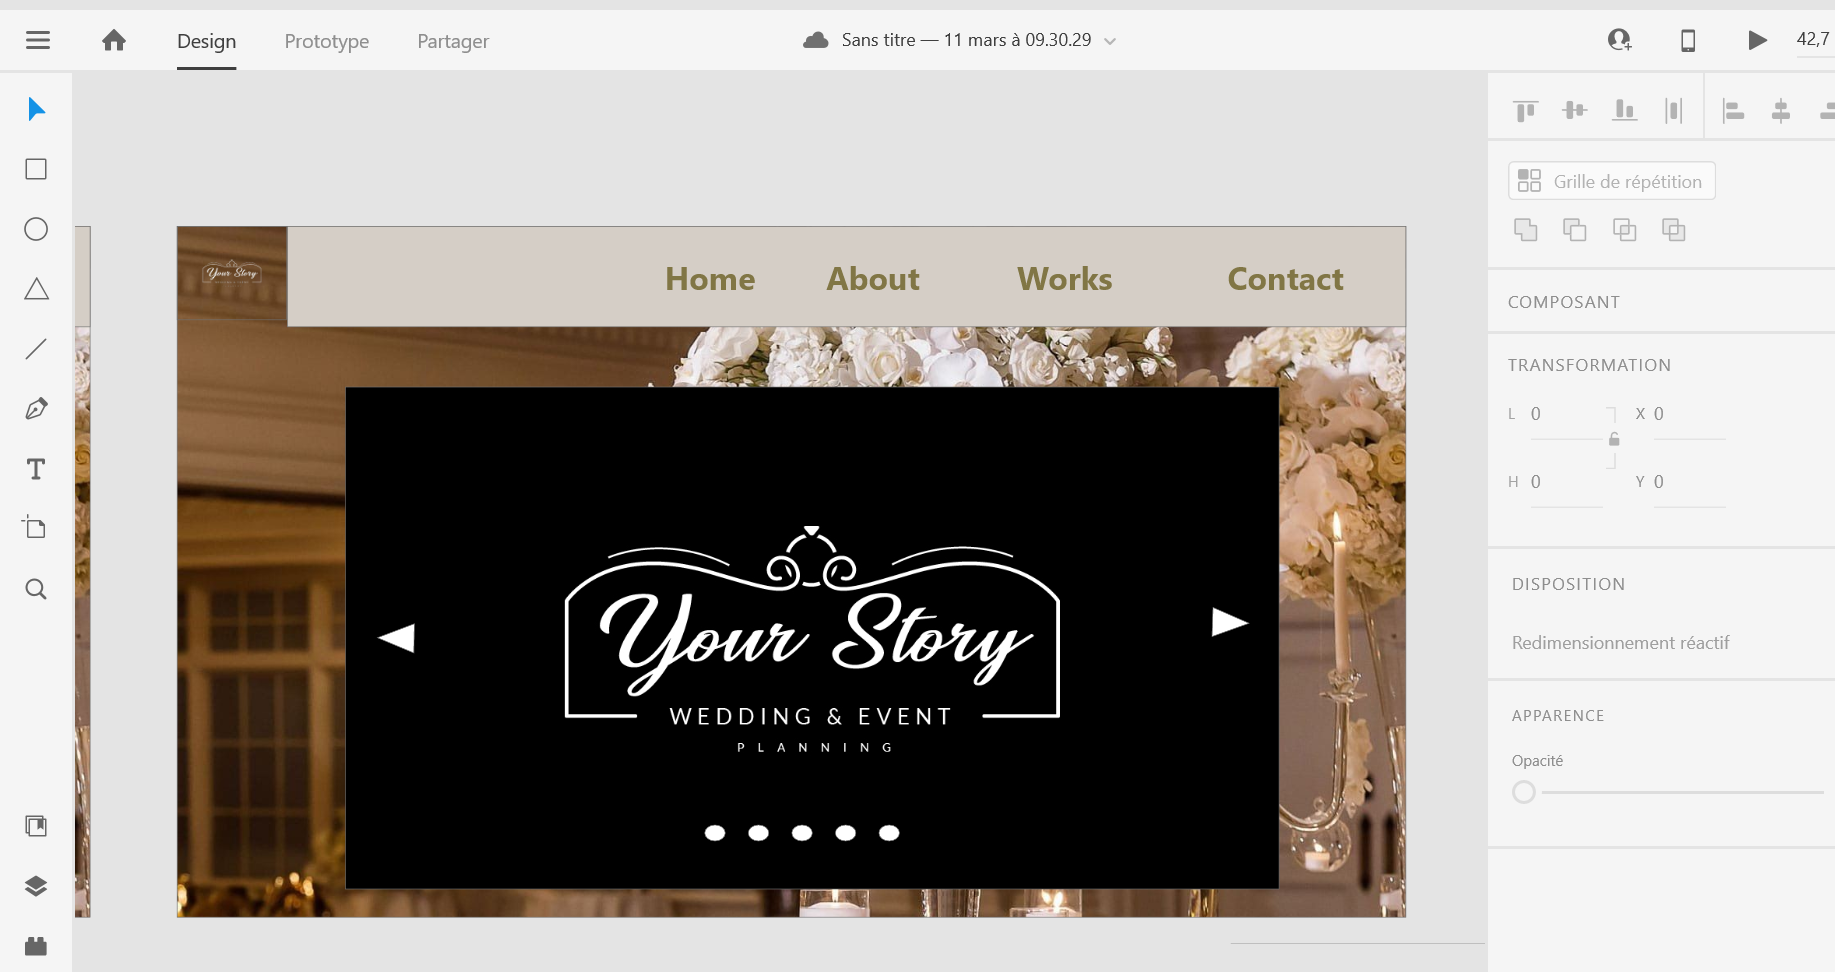 Design
Prototype
Partager
Sans titre — 11 mars à 09.30.29
42,7
Grille de répétition
COMPOSANT
TRANSFORMATION
L 0 X 0
H 0 Y 0
DISPOSITION
Redimensionnement réactif
APPARENCE
Opacité
Your Story
Home About Works Contact
Your Story
WEDDING & EVENT
PLANNING